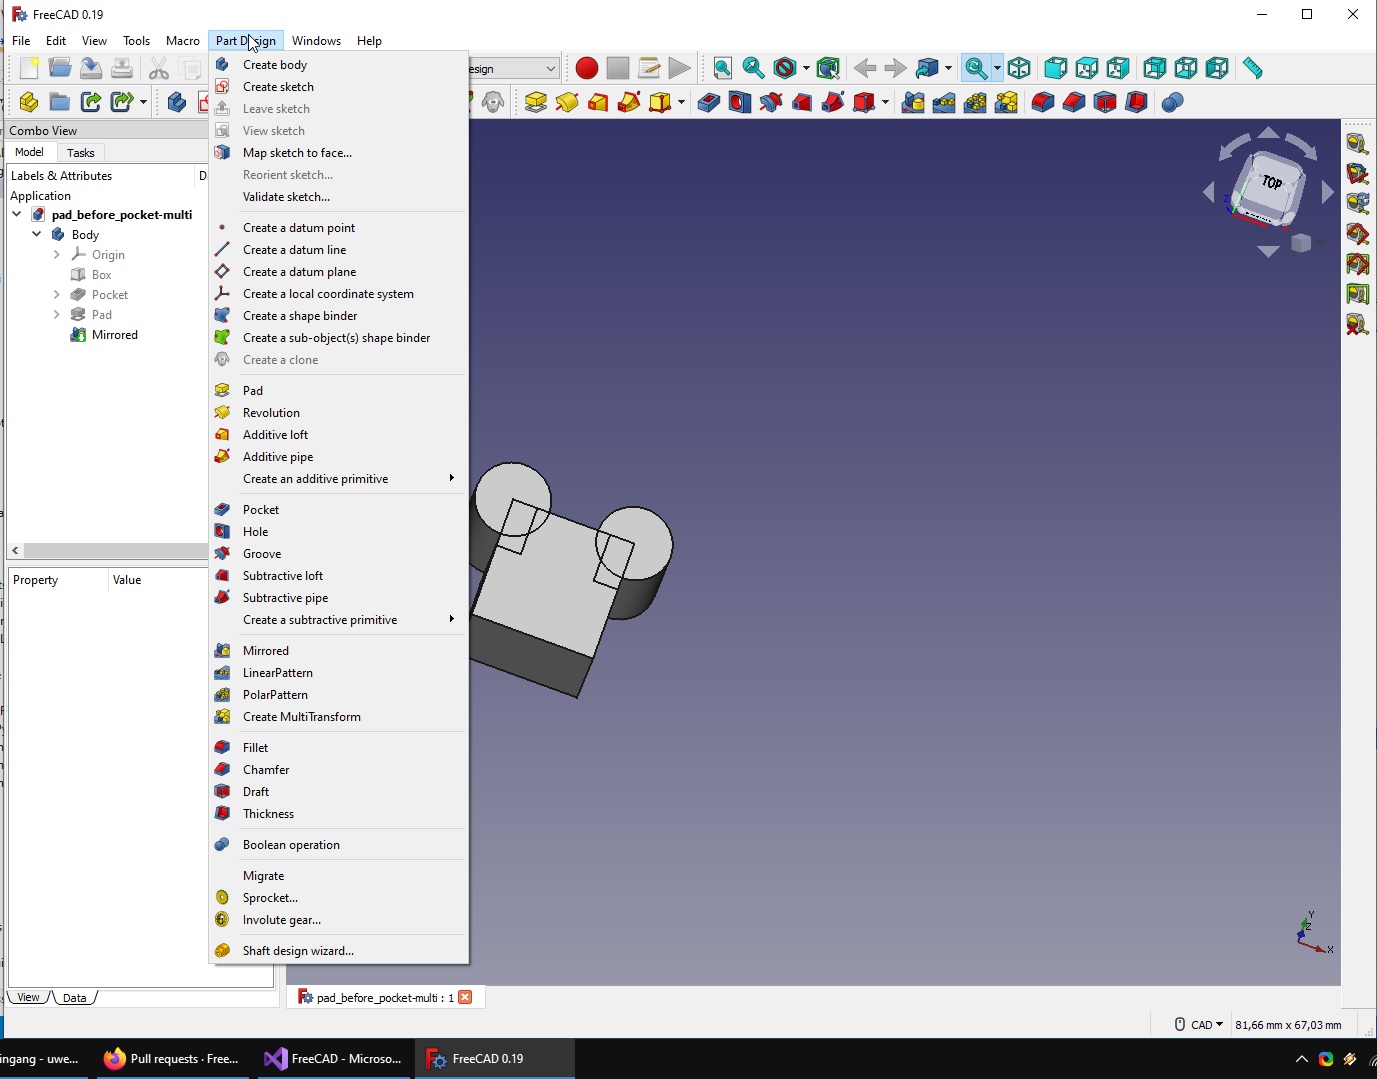 FreeCAD 0.19
File Edit View Tools Macro Part Design Windows Help
esign
Combo View
Model Tasks
Labels & Attributes D
Application
pad_before_pocket-multi
Body
Origin
Box
Pocket
Pad
Mirrored
Property Value
View Data
Create body
Create sketch
Leave sketch
View sketch
Map sketch to face...
Reorient sketch...
Validate sketch...
Create a datum point
Create a datum line
Create a datum plane
Create a local coordinate system
Create a shape binder
Create a sub-object(s) shape binder
Create a clone
Pad
Revolution
Additive loft
Additive pipe
Create an additive primitive
Pocket
Hole
Groove
Subtractive loft
Subtractive pipe
Create a subtractive primitive
Mirrored
LinearPattern
PolarPattern
Create MultiTransform
Fillet
Chamfer
Draft
Thickness
Boolean operation
Migrate
Sprocket...
Involute gear...
Shaft design wizard...
TOP
Z
Y
Z
X
pad_before_pocket-multi : 1
CAD 81,66 mm x 67,03 mm
ingang - uwe... Pull requests · Free... FreeCAD - Microso... FreeCAD 0.19